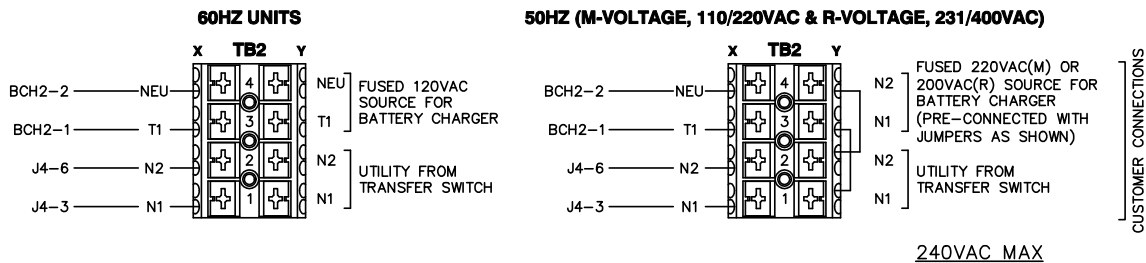 60HZ UNITS
X TB2 Y
BCH2-2 NEU 4 NEU
BCH2-1 T1 3 T1
J4-6 N2 2 N2
J4-3 N1 1 N1
FUSED 120VAC
SOURCE FOR
BATTERY CHARGER
UTILITY FROM
TRANSFER SWITCH
50HZ (M-VOLTAGE, 110/220VAC & R-VOLTAGE, 231/400VAC)
X TB2 Y
BCH2-2 NEU 4 N2
BCH2-1 T1 3 N1
J4-6 N2 2 N2
J4-3 N1 1 N1
FUSED 220VAC(M) OR
200VAC(R) SOURCE FOR
BATTERY CHARGER
(PRE-CONNECTED WITH
JUMPERS AS SHOWN)
UTILITY FROM
TRANSFER SWITCH
CUSTOMER CONNECTIONS
240VAC MAX